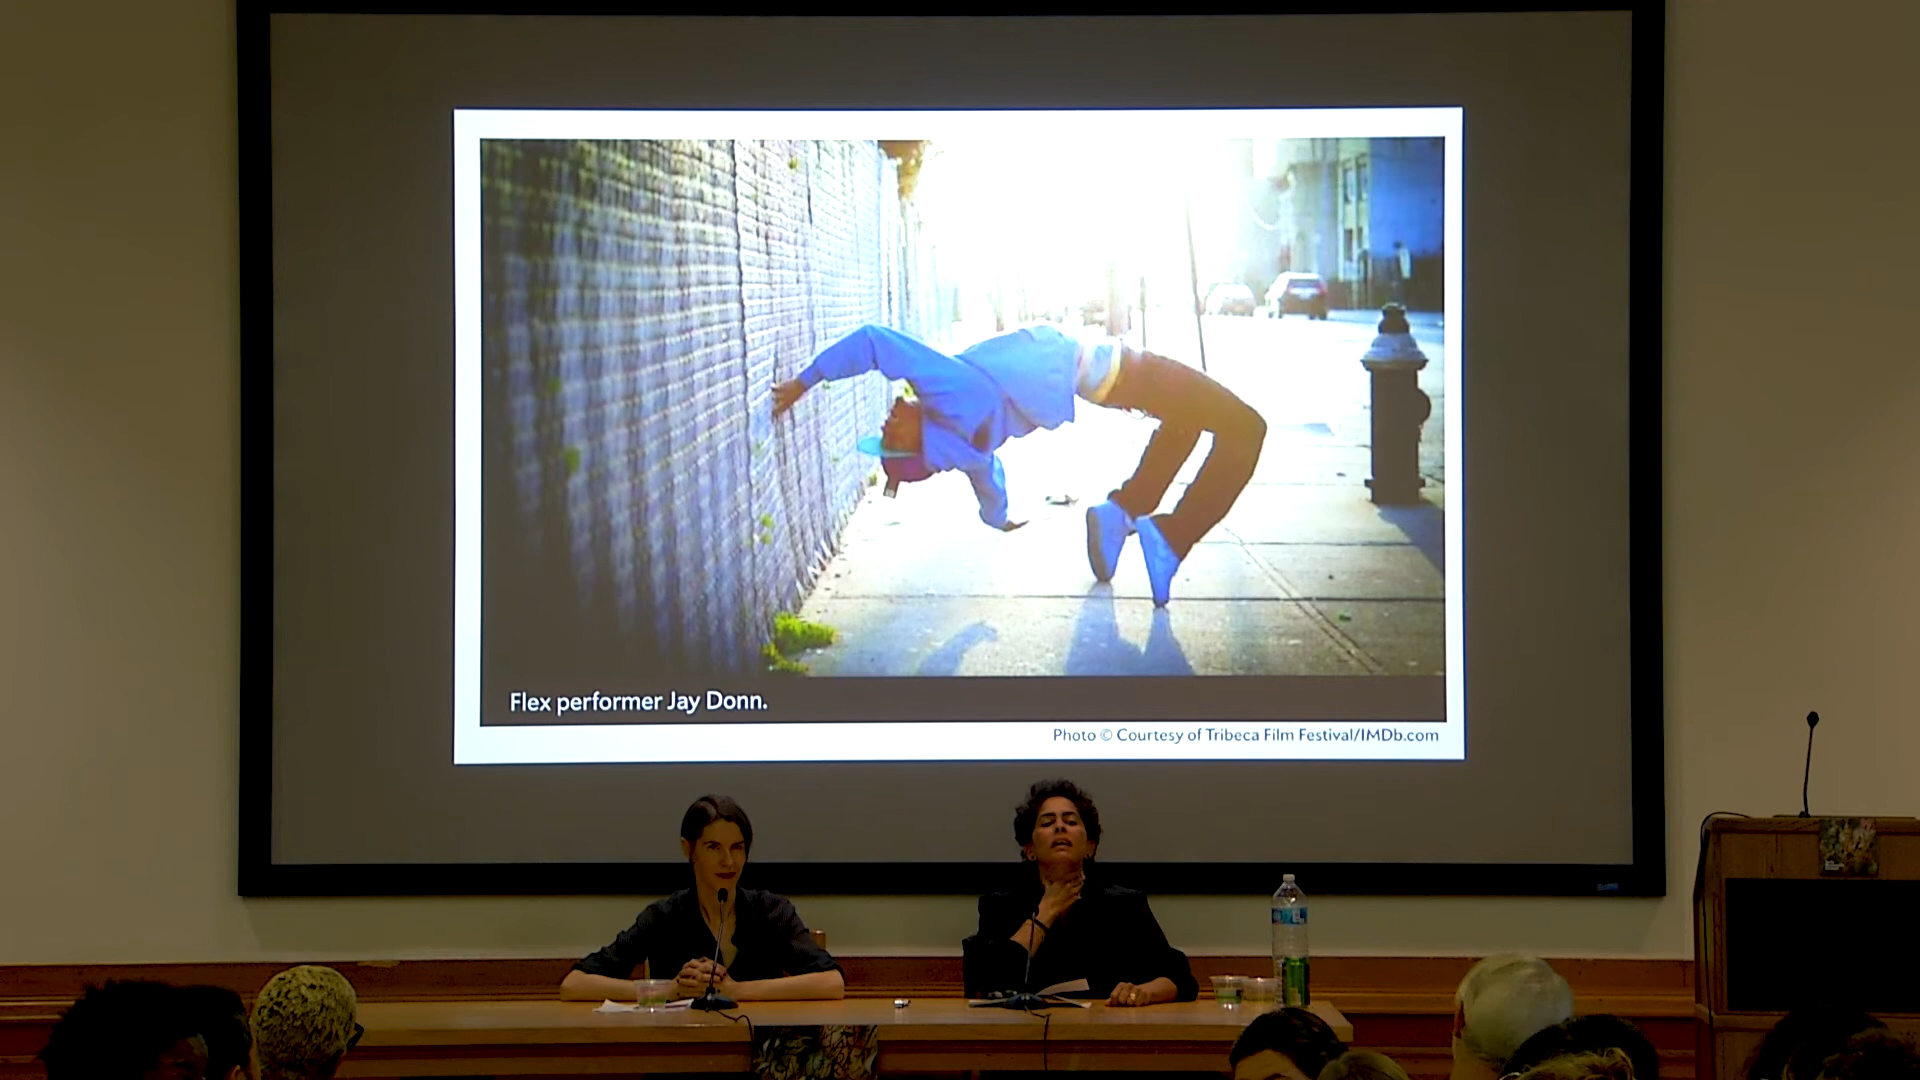 Flex performer Jay Donn.
Photo © Courtesy of Tribeca Film Festival/IMDb.com